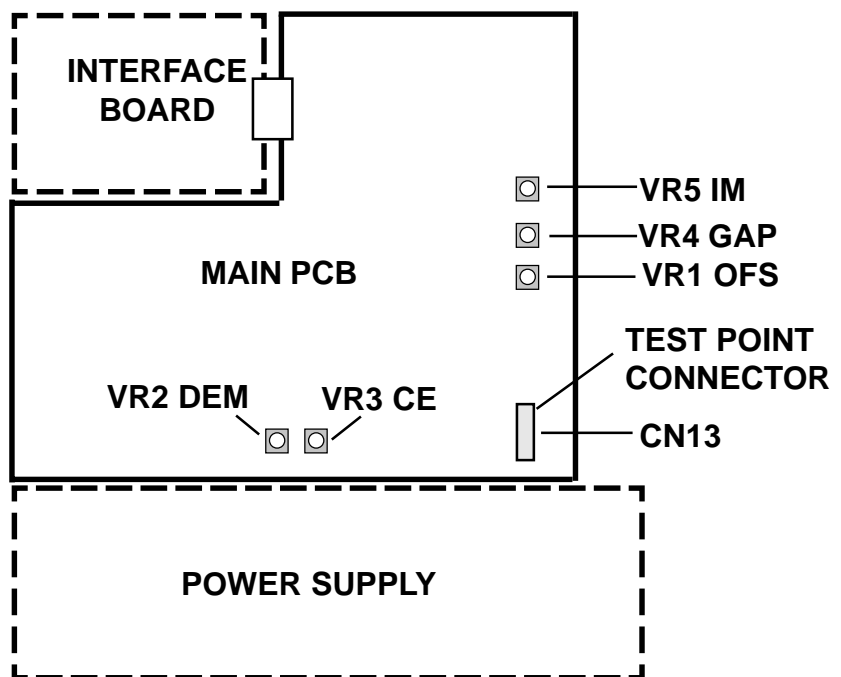 INTERFACE
BOARD
VR5 IM
VR4 GAP
VR1 OFS
MAIN PCB
TEST POINT
CONNECTOR
VR2 DEM
VR3 CE
CN13
POWER SUPPLY